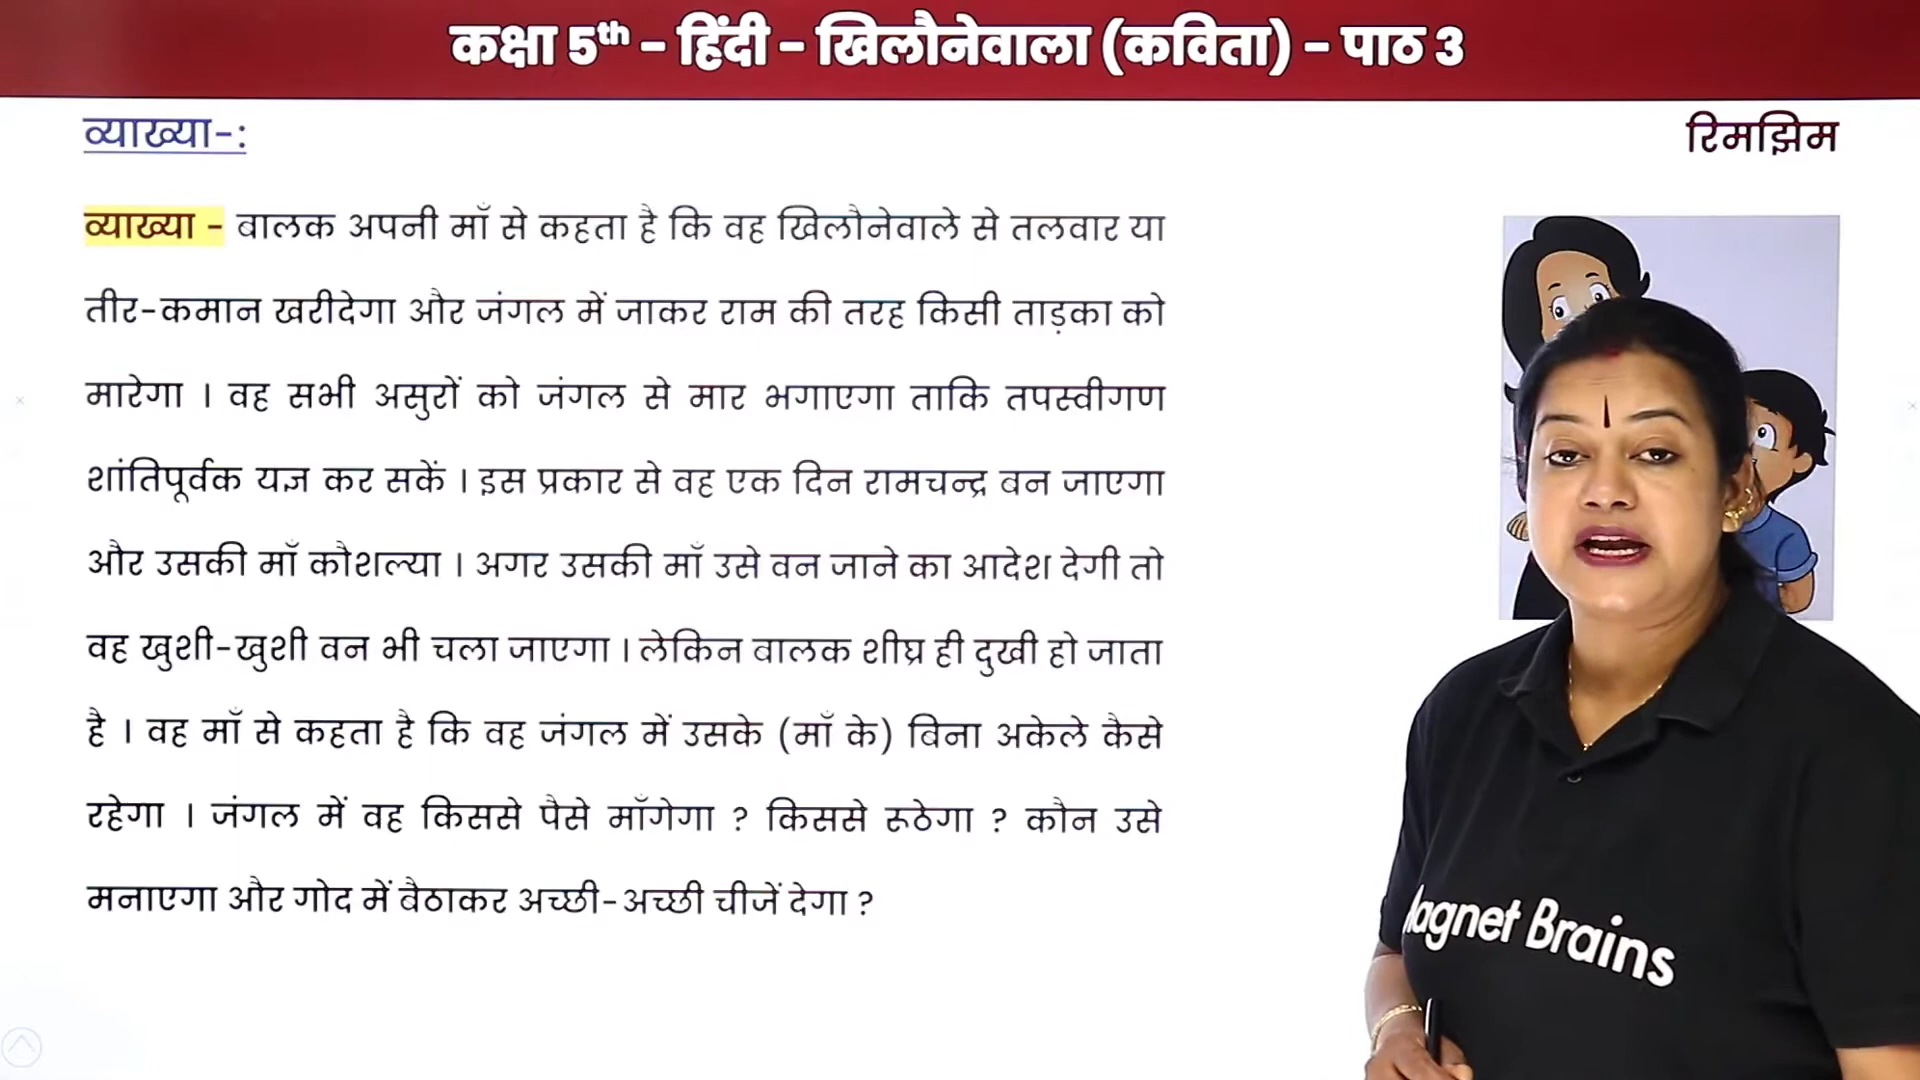 कक्षा 5th - हिंदी - खिलौनेवाला (कविता) - पाठ 3
व्याख्या-:
रिमझिम
व्याख्या - बालक अपनी माँ से कहता है कि वह खिलौनेवाले से तलवार या
तीर-कमान खरीदेगा और जंगल में जाकर राम की तरह किसी ताड़का को
मारेगा । वह सभी असुरों को जंगल से मार भगाएगा ताकि तपस्वीगण
शांतिपूर्वक यज्ञ कर सकें । इस प्रकार से वह एक दिन रामचन्द्र बन जाएगा
और उसकी माँ कौशल्या । अगर उसकी माँ उसे वन जाने का आदेश देगी तो
वह खुशी-खुशी वन भी चला जाएगा । लेकिन बालक शीघ्र ही दुखी हो जाता
है । वह माँ से कहता है कि वह जंगल में उसके (माँ के) बिना अकेले कैसे
रहेगा । जंगल में वह किससे पैसे माँगेगा ? किससे रूठेगा ? कौन उसे
मनाएगा और गोद में बैठाकर अच्छी-अच्छी चीजें देगा ?
agnet Brains